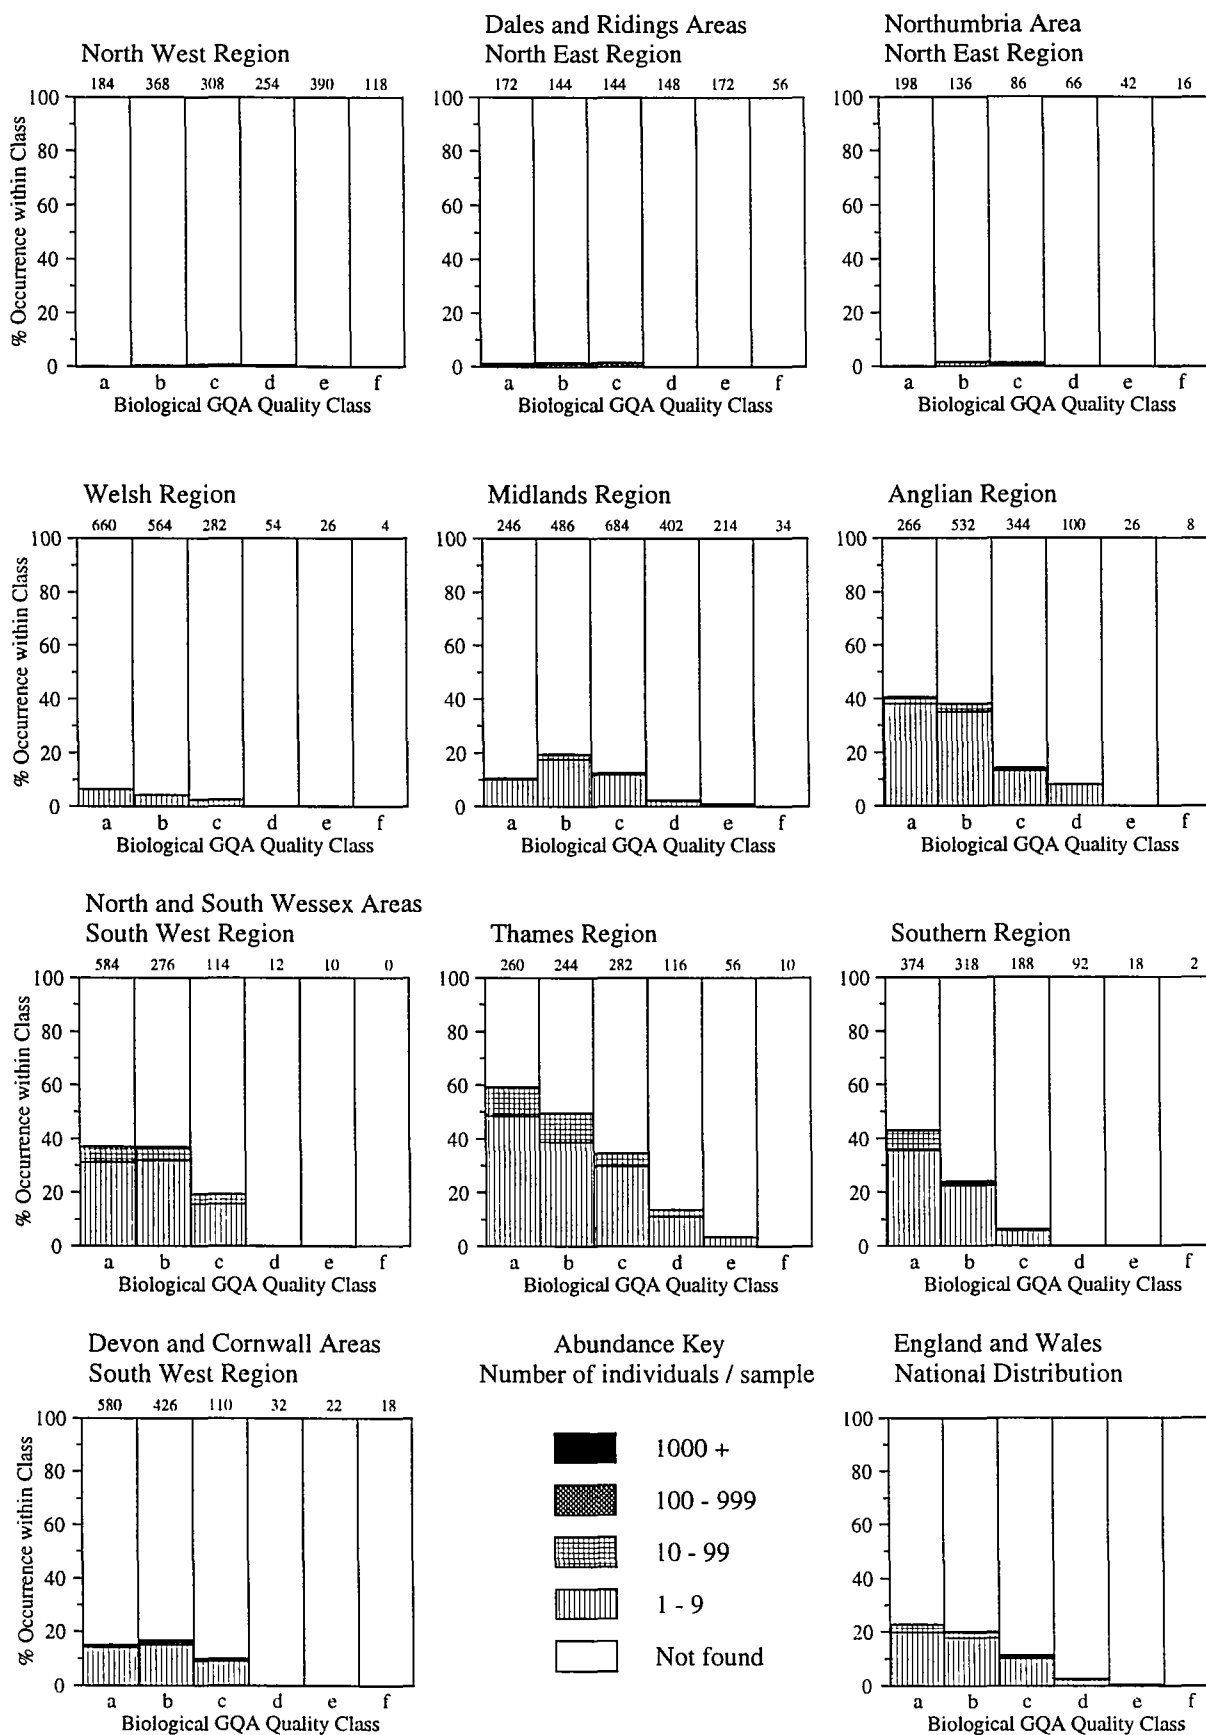 North West Region
184 368 308 254 390 118
100
80
60
40
20
0
% Occurrence within Class
a b c d e f
Biological GQA Quality Class
Dales and Ridings Areas
North East Region
172 144 144 148 172 56
100
80
60
40
20
0
a b c d e f
Biological GQA Quality Class
Northumbria Area
North East Region
198 136 86 66 42 16
100
80
60
40
20
0
a b c d e f
Biological GQA Quality Class
Welsh Region
660 564 282 54 26 4
100
80
60
40
20
0
% Occurrence within Class
a b c d e f
Biological GQA Quality Class
Midlands Region
246 486 684 402 214 34
100
80
60
40
20
0
a b c d e f
Biological GQA Quality Class
Anglian Region
266 532 344 100 26 8
100
80
60
40
20
0
a b c d e f
Biological GQA Quality Class
North and South Wessex Areas
South West Region
584 276 114 12 10 0
100
80
60
40
20
0
% Occurrence within Class
a b c d e f
Biological GQA Quality Class
Thames Region
260 244 282 116 56 10
100
80
60
40
20
0
a b c d e f
Biological GQA Quality Class
Southern Region
374 318 188 92 18 2
100
80
60
40
20
0
a b c d e f
Biological GQA Quality Class
Devon and Cornwall Areas
South West Region
580 426 110 32 22 18
100
80
60
40
20
0
% Occurrence within Class
a b c d e f
Biological GQA Quality Class
Abundance Key
Number of individuals / sample
1000 +
100 - 999
10 - 99
1 - 9
Not found
England and Wales
National Distribution
100
80
60
40
20
0
a b c d e f
Biological GQA Quality Class